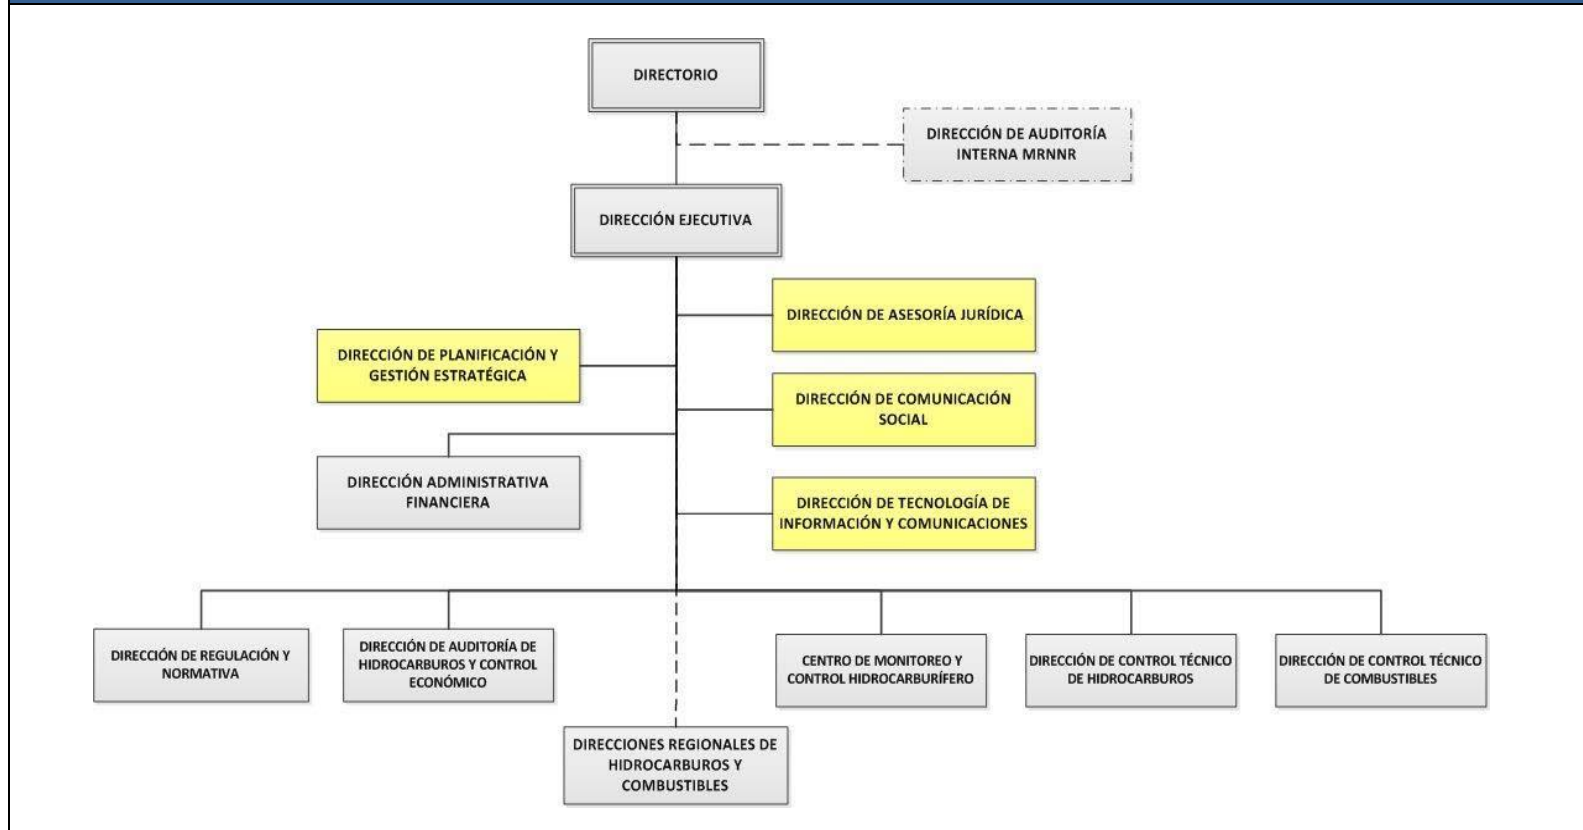 DIRECTORIO
DIRECCIÓN DE AUDITORÍA
INTERNA MRNNR
DIRECCIÓN EJECUTIVA
DIRECCIÓN DE ASESORÍA JURÍDICA
DIRECCIÓN DE PLANIFICACIÓN Y
GESTIÓN ESTRATÉGICA
DIRECCIÓN DE COMUNICACIÓN
SOCIAL
DIRECCIÓN ADMINISTRATIVA
FINANCIERA
DIRECCIÓN DE TECNOLOGÍA DE
INFORMACIÓN Y COMUNICACIONES
DIRECCIÓN DE REGULACIÓN Y
NORMATIVA
DIRECCIÓN DE AUDITORÍA DE
HIDROCARBUROS Y CONTROL
ECONÓMICO
CENTRO DE MONITOREO Y
CONTROL HIDROCARBURÍFERO
DIRECCIÓN DE CONTROL TÉCNICO
DE HIDROCARBUROS
DIRECCIÓN DE CONTROL TÉCNICO
DE COMBUSTIBLES
DIRECCIONES REGIONALES DE
HIDROCARBUROS Y
COMBUSTIBLES